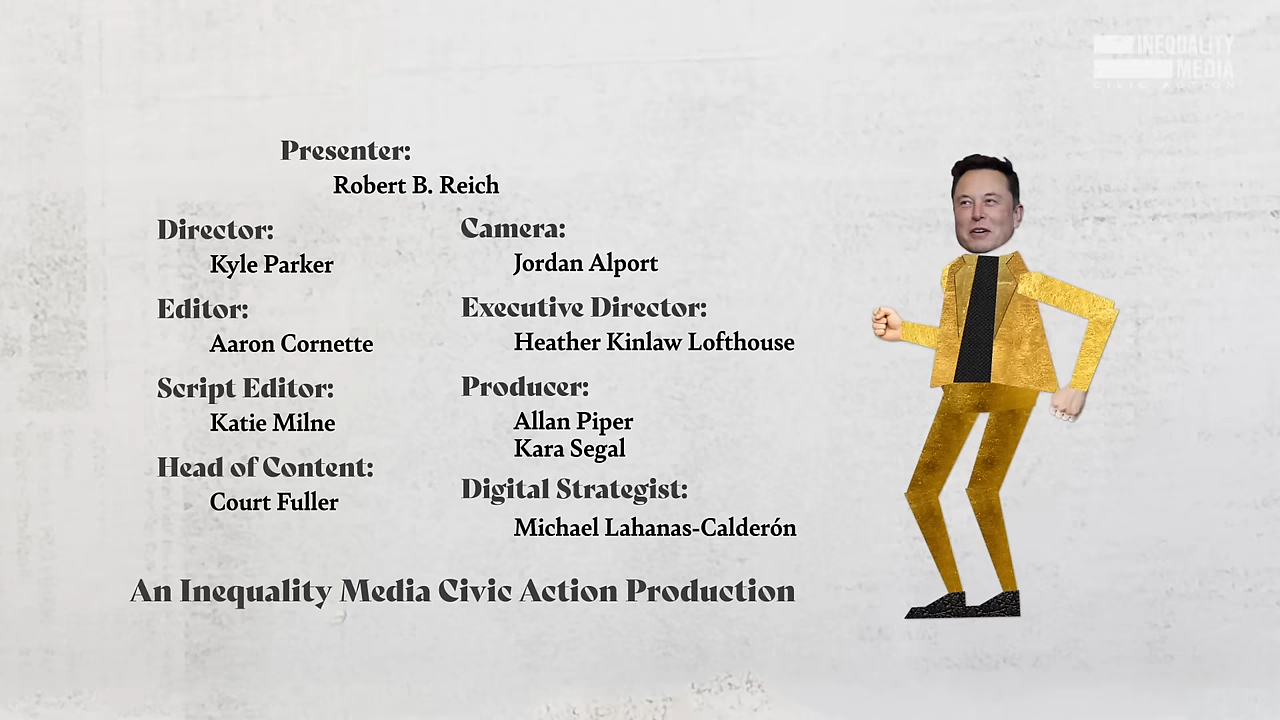 INEQUALITY
MEDIA
CIVIC ACTION
Presenter:
Robert B. Reich
Director:
Kyle Parker
Editor:
Aaron Cornette
Script Editor:
Katie Milne
Head of Content:
Court Fuller
Camera:
Jordan Alport
Executive Director:
Heather Kinlaw Lofthouse
Producer:
Allan Piper
Kara Segal
Digital Strategist:
Michael Lahanas-Calderón
An Inequality Media Civic Action Production